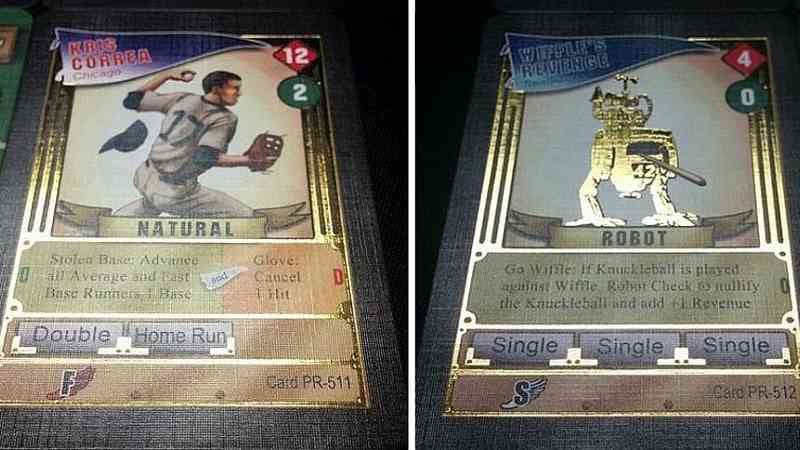 KRIS
CORREA
Chicago
12
2
10
NATURAL
Stolen Base: Advance
all Average and Fast
Base Runners 1 Base
and
Glove:
Cancel
1 Hit
O
D
Double
Home Run
F
Card PR-511
WIFFLE'S
REVENGE
4
0
42
ROBOT
Go Wiffle: If Knuckleball is played
against Wiffle. Robot Check to nullify
the Knuckleball and add +1 Revenue
O
Single
Single
Single
S
Card PR-512